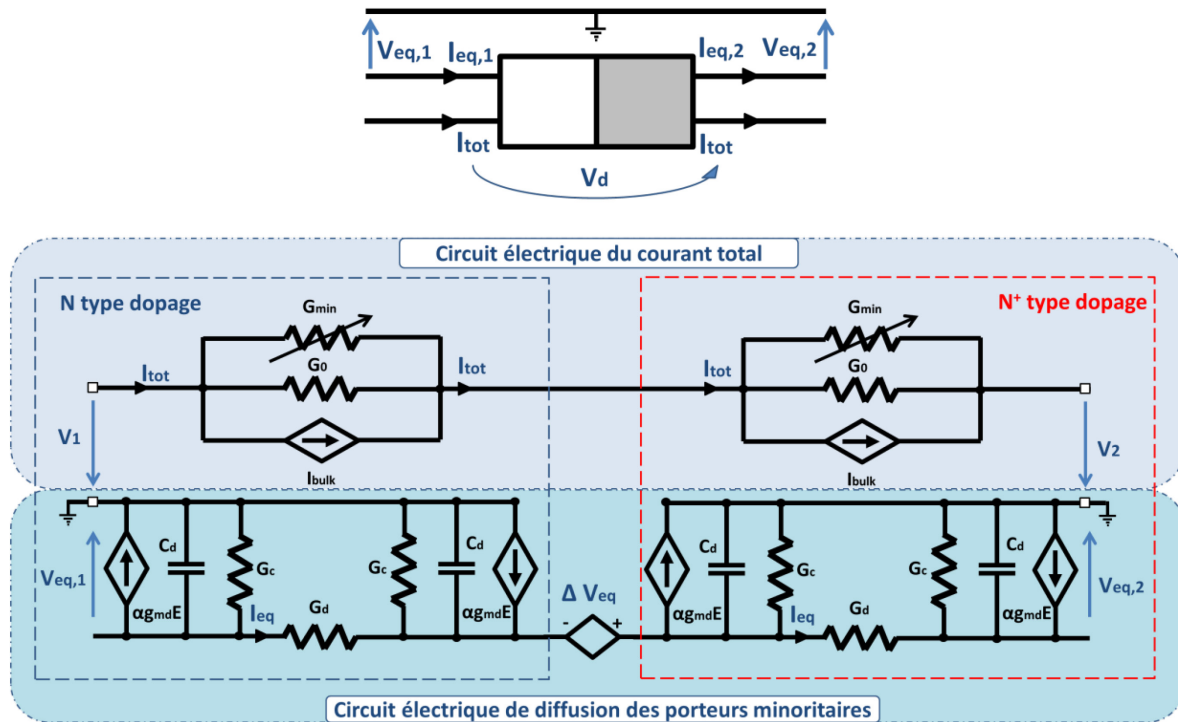 Veq,1
Ieq,1
Ieq,2
Veq,2
Itot
Itot
Vd
Circuit électrique du courant total
N type dopage
N+ type dopage
Gmin
Gmin
Itot
G0
Itot
Itot
G0
V1
V2
Ibulk
Ibulk
Cd
Cd
Cd
Cd
Veq,1
Gc
Gc
Gc
Gc
Veq,2
αgmdE
Ieq
Gd
αgmdE
Δ Veq
αgmdE
Ieq
Gd
αgmdE
-
+
Circuit électrique de diffusion des porteurs minoritaires